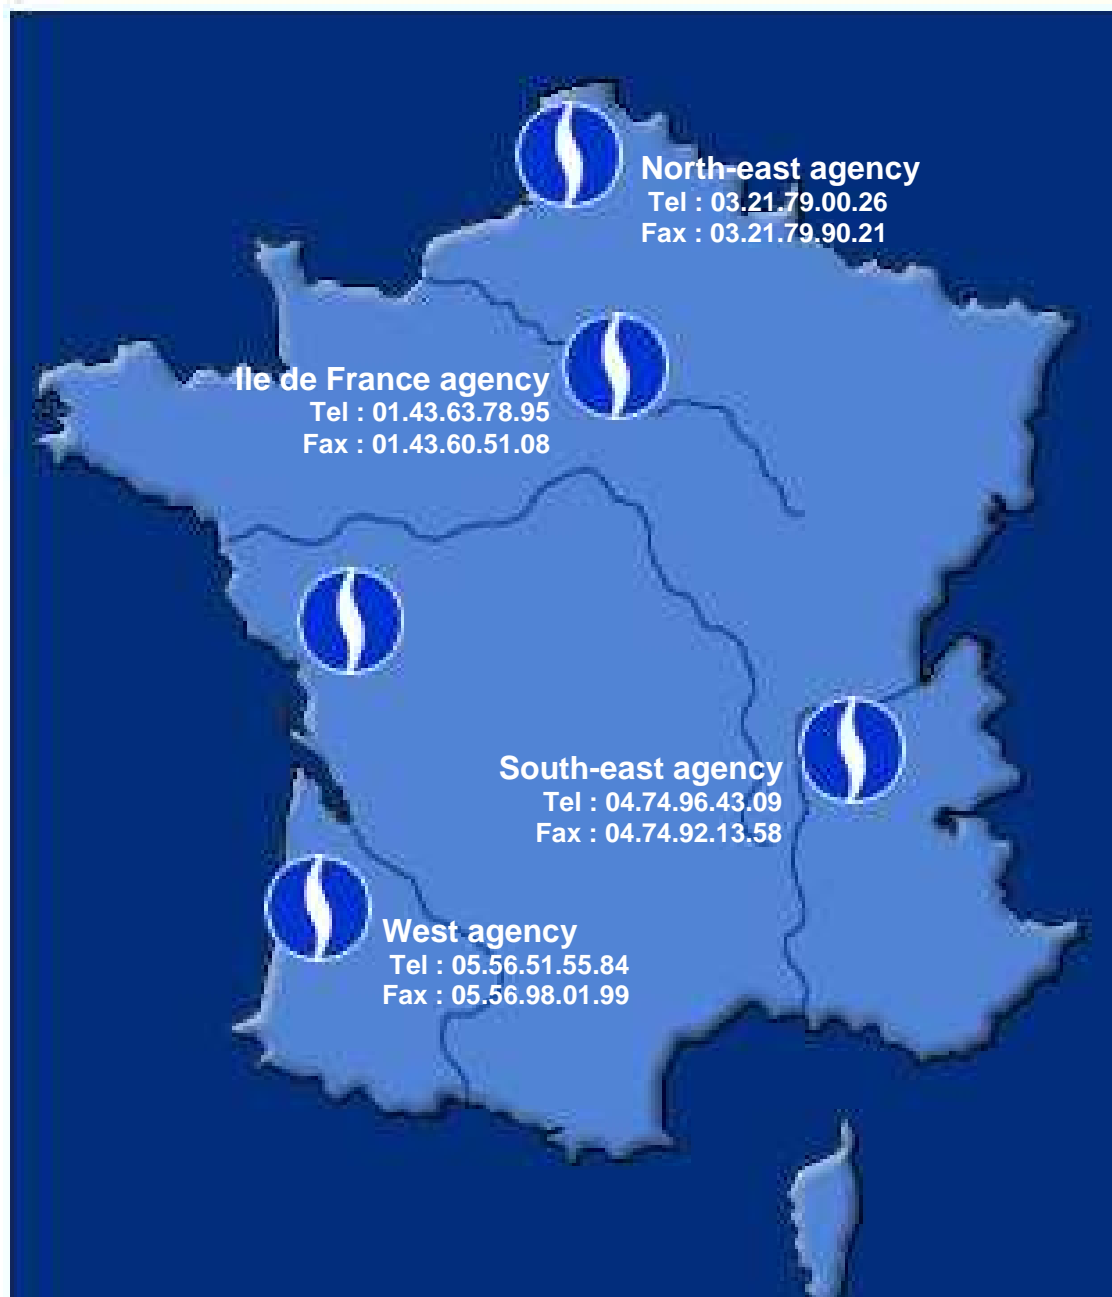 North-east agency
Tel : 03.21.79.00.26
Fax : 03.21.79.90.21
Ile de France agency
Tel : 01.43.63.78.95
Fax : 01.43.60.51.08
South-east agency
Tel : 04.74.96.43.09
Fax : 04.74.92.13.58
West agency
Tel : 05.56.51.55.84
Fax : 05.56.98.01.99